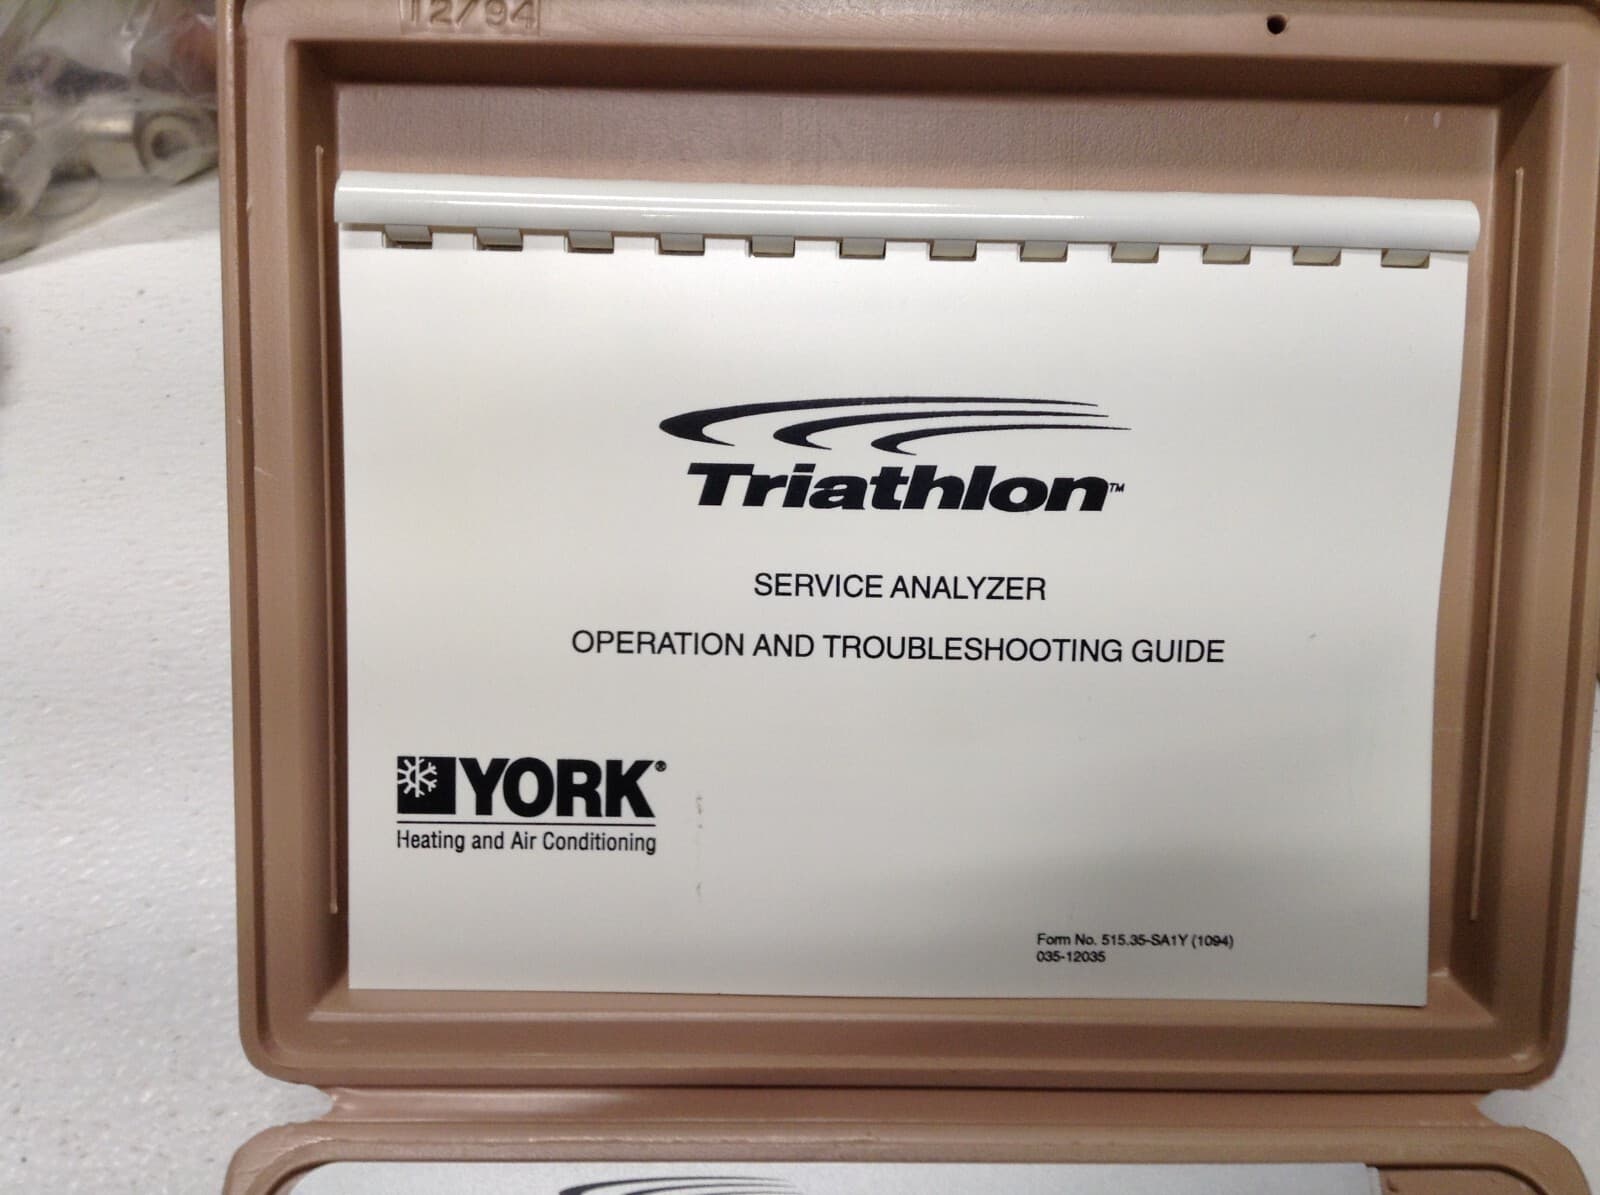 12/94
Triathlon™
SERVICE ANALYZER
OPERATION AND TROUBLESHOOTING GUIDE
YORK®
Heating and Air Conditioning
Form No. 515.35-SA1Y (1094)
035-12035